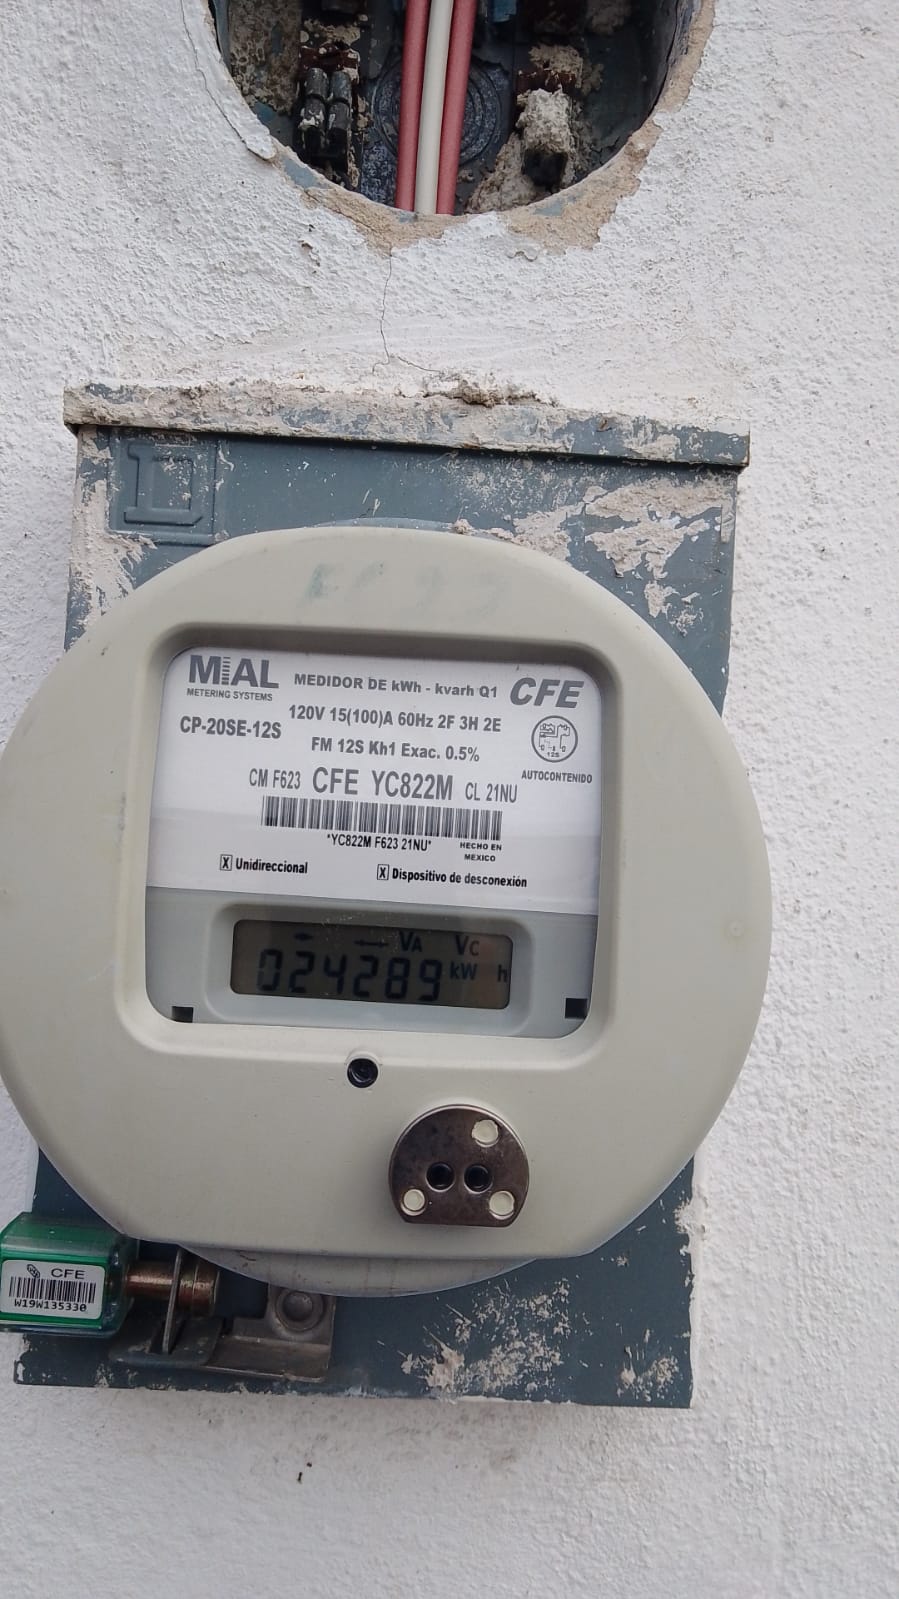 MIAL
METERING SYSTEMS
MEDIDOR DE kWh - kvarh Q1
CFE
CP-20SE-12S
120V 15(100)A 60Hz 2F 3H 2E
FM 12S Kh1 Exac. 0.5%
12S
AUTOCONTENIDO
CM F623 CFE YC822M CL 21NU
*YC822M F623 21NU*
HECHO EN
MEXICO
X Unidireccional
X Dispositivo de desconexión
VA VC
024289 kW h
CFE
W19W135330